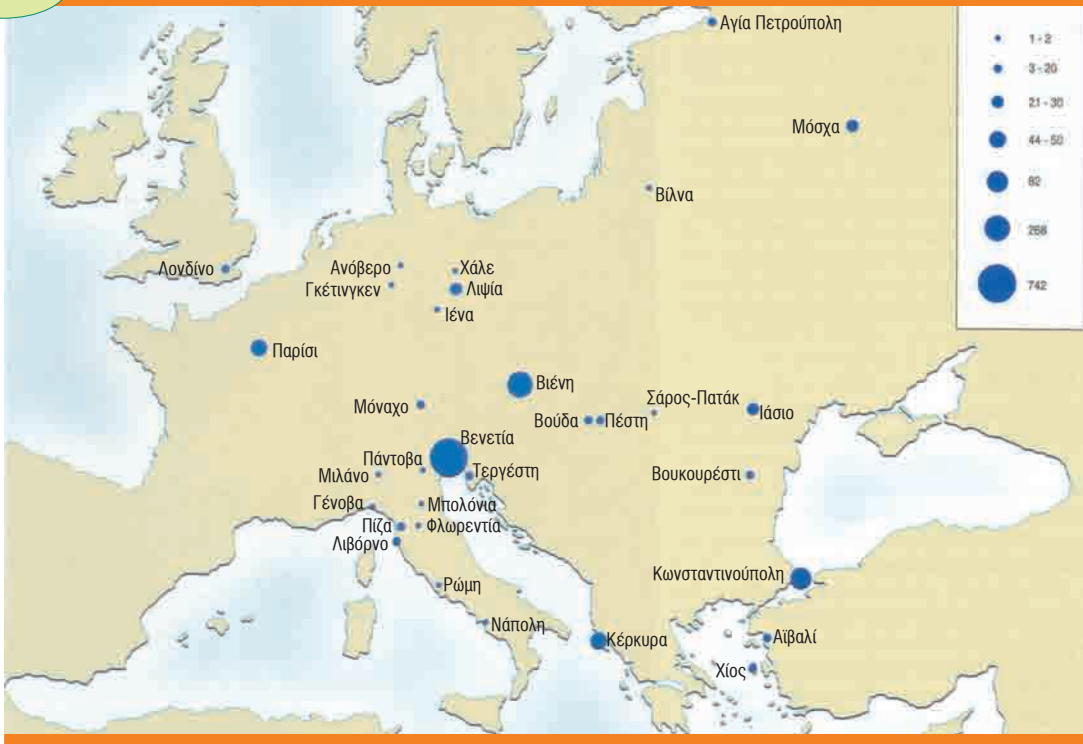 Αγία Πετρούπολη
1 - 2
3 - 20
21 - 30
44 - 50
Μόσχα
Βίλνα
Λονδίνο
Ανόβερο
Χάλε
Γκέτινγκεν
Λιψία
Ιένα
742
Παρίσι
Βιένη
Μόναχο
Σάρος-Πατάκ
Ιάσιο
Βούδα
Πέστη
Βενετία
Πάντοβα
Τεργέστη
Μιλάνο
Βουκουρέστι
Γένοβα
Μπολόνια
Πίζα
Φλωρεντία
Λιβόρνο
Κωνσταντινούπολη
Ρώμη
Νάπολη
Κέρκυρα
Αϊβαλί
Χίος